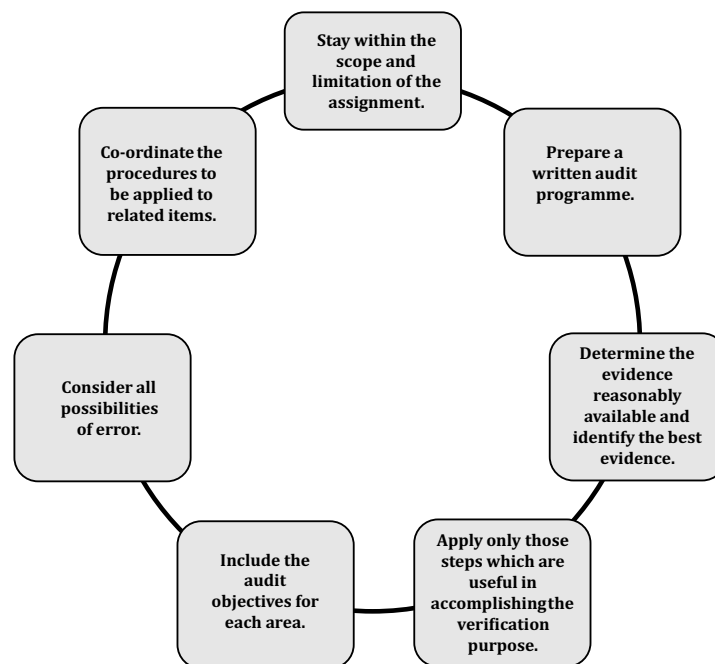 Stay within the
scope and
limitation of the
assignment.
Prepare a
written audit
programme.
Determine the
evidence
reasonably
available and
identify the best
evidence.
Apply only those
steps which are
useful in
accomplishing the
verification
purpose.
Include the
audit
objectives for
each area.
Consider all
possibilities
of error.
Co-ordinate the
procedures to
be applied to
related items.